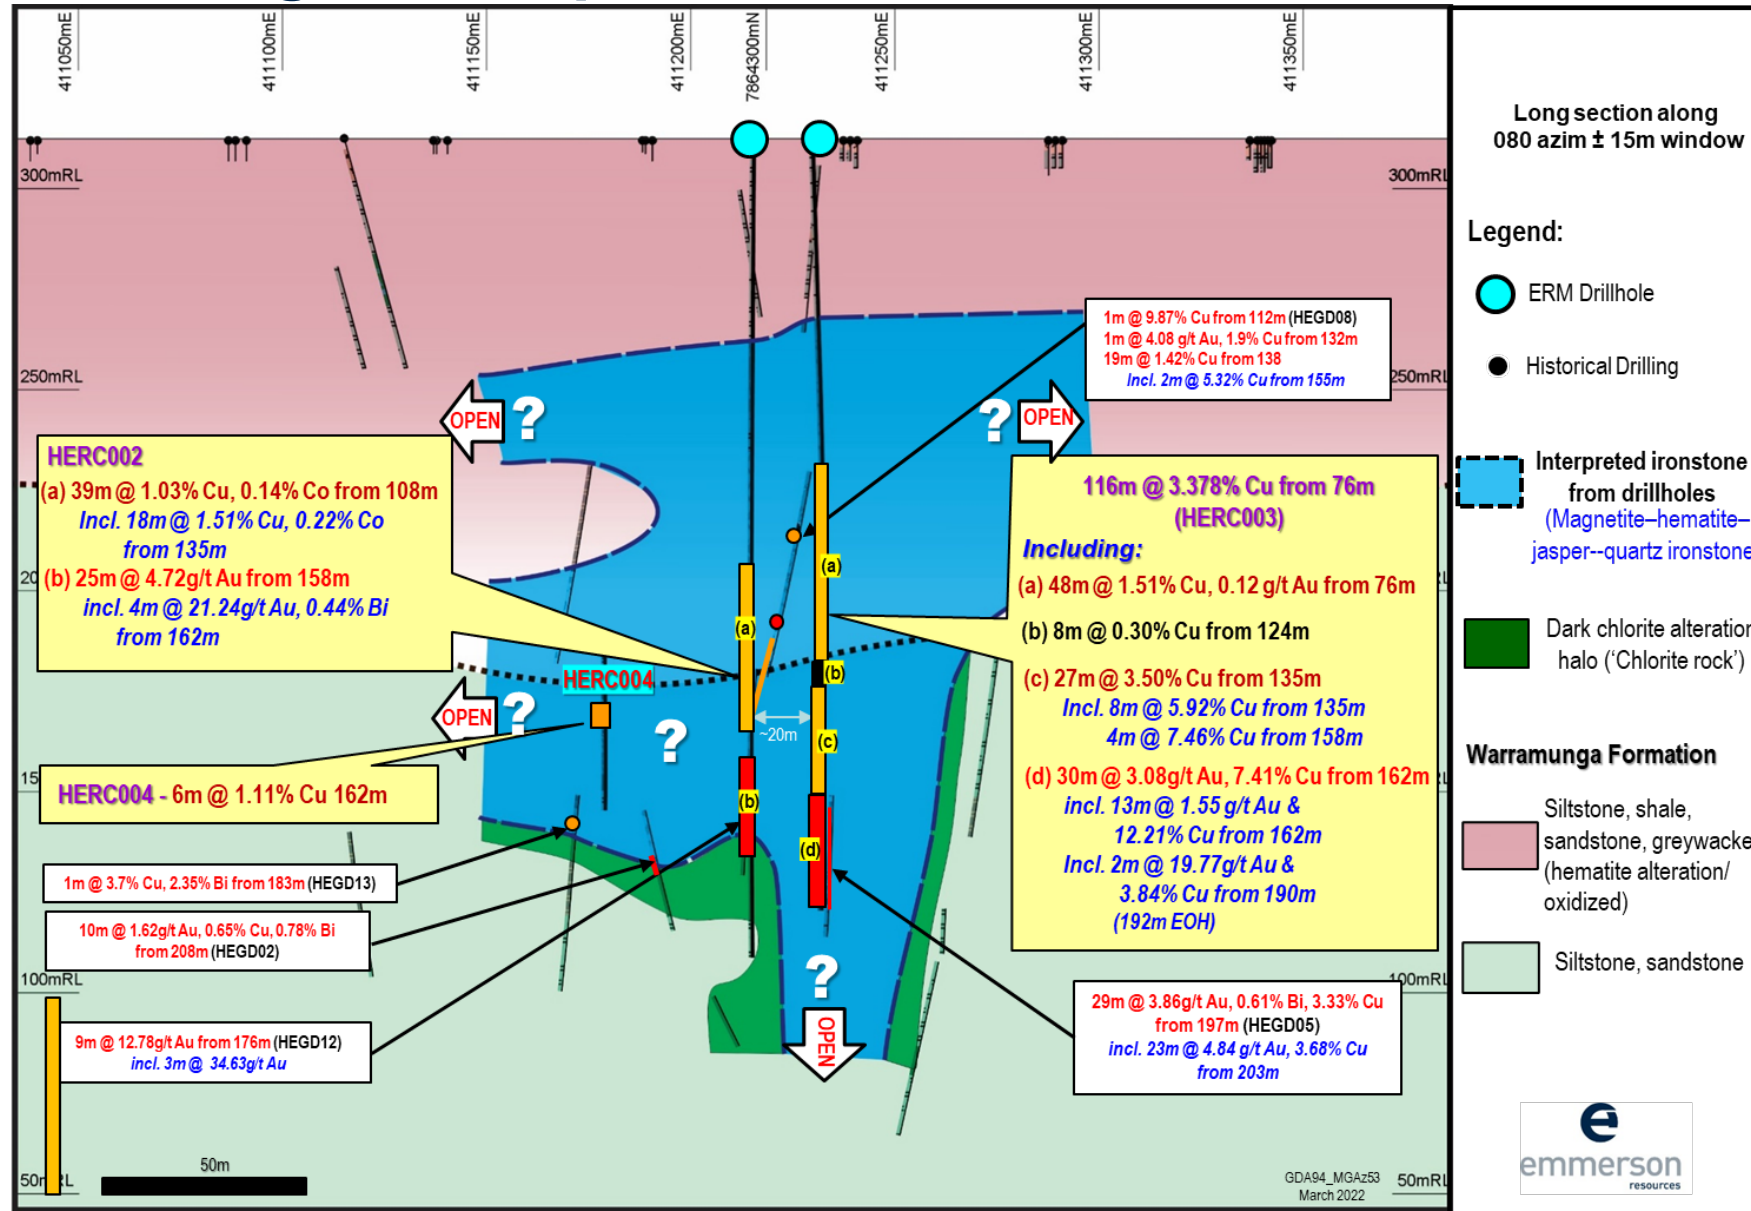 411050mE
411100mE
411150mE
411200mE
7864300mN
411250mE
411300mE
411350mE
300mRL
300mRL
250mRL
250mRL
1m @ 9.87% Cu from 112m (HEGD08)
1m @ 4.08 g/t Au, 1.9% Cu from 132m
19m @ 1.42% Cu from 138
Incl. 2m @ 5.32% Cu from 155m
OPEN
?
?
OPEN
HERC002
(a) 39m @ 1.03% Cu, 0.14% Co from 108m
Incl. 18m @ 1.51% Cu, 0.22% Co
from 135m
(b) 25m @ 4.72g/t Au from 158m
incl. 4m @ 21.24g/t Au, 0.44% Bi
from 162m
116m @ 3.378% Cu from 76m
(HERC003)
Including:
(a) 48m @ 1.51% Cu, 0.12 g/t Au from 76m
(b) 8m @ 0.30% Cu from 124m
(c) 27m @ 3.50% Cu from 135m
Incl. 8m @ 5.92% Cu from 135m
4m @ 7.46% Cu from 158m
(d) 30m @ 3.08g/t Au, 7.41% Cu from 162m
incl. 13m @ 1.55 g/t Au &
12.21% Cu from 162m
Incl. 2m @ 19.77g/t Au &
3.84% Cu from 190m
(192m EOH)
20
(a)
(a)
(b)
(c)
(b)
(d)
HERC004
OPEN
?
?
~20m
15
HERC004 - 6m @ 1.11% Cu 162m
1m @ 3.7% Cu, 2.35% Bi from 183m (HEGD13)
10m @ 1.62g/t Au, 0.65% Cu, 0.78% Bi
from 208m (HEGD02)
100mRL
100mRL
?
OPEN
9m @ 12.78g/t Au from 176m (HEGD12)
incl. 3m @ 34.63g/t Au
29m @ 3.86g/t Au, 0.61% Bi, 3.33% Cu
from 197m (HEGD05)
incl. 23m @ 4.84 g/t Au, 3.68% Cu
from 203m
50m
GDA94_MGAz53
March 2022
50mRL
50mRL
Long section along
080 azim ± 15m window
Legend:
ERM Drillhole
Historical Drilling
Interpreted ironstone
from drillholes
(Magnetite–hematite–
jasper--quartz ironstone
Dark chlorite alteration
halo (‘Chlorite rock’)
Warramunga Formation
Siltstone, shale,
sandstone, greywacke
(hematite alteration/
oxidized)
Siltstone, sandstone
emmerson
resources